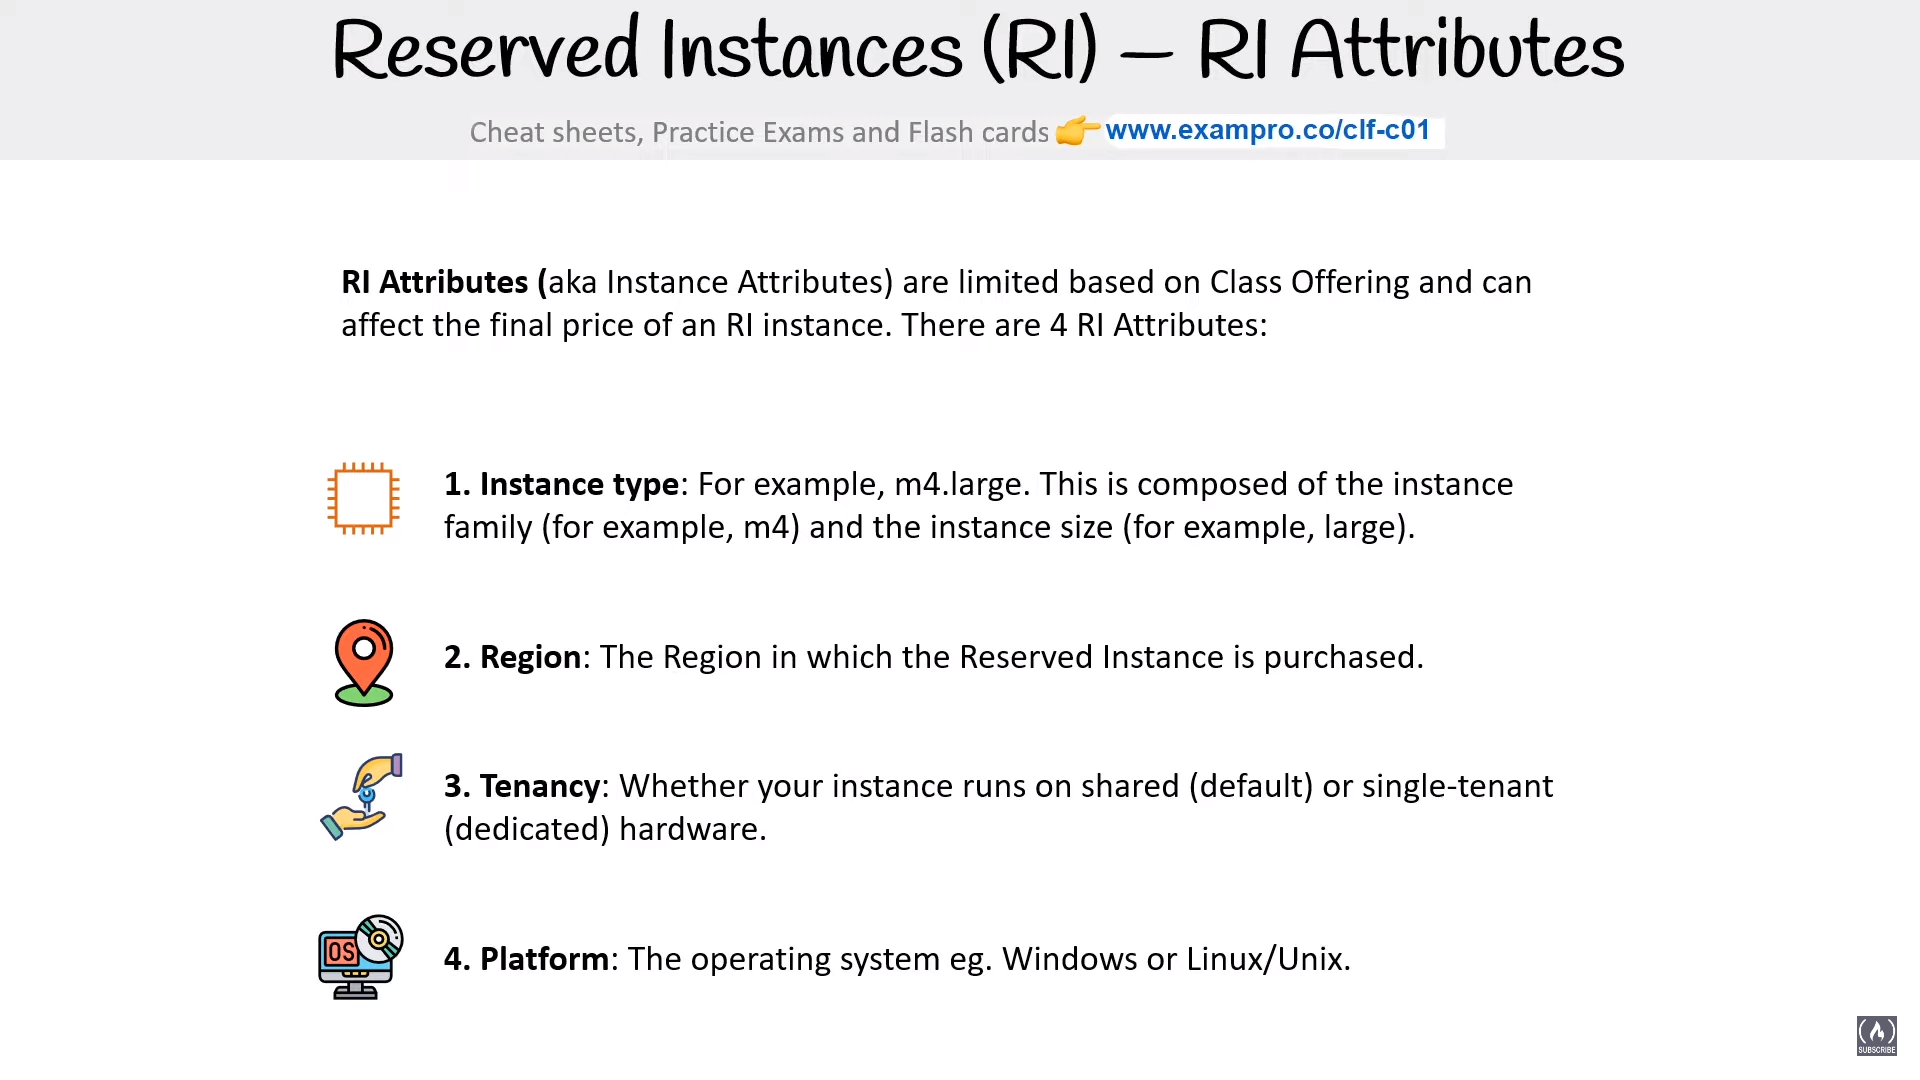 Reserved Instances (RI) – RI Attributes
Cheat sheets, Practice Exams and Flash cards 👉 www.exampro.co/clf-c01
RI Attributes (aka Instance Attributes) are limited based on Class Offering and can
affect the final price of an RI instance. There are 4 RI Attributes:
1. Instance type: For example, m4.large. This is composed of the instance
family (for example, m4) and the instance size (for example, large).
2. Region: The Region in which the Reserved Instance is purchased.
3. Tenancy: Whether your instance runs on shared (default) or single-tenant
(dedicated) hardware.
OS
4. Platform: The operating system eg. Windows or Linux/Unix.
SUBSCRIBE